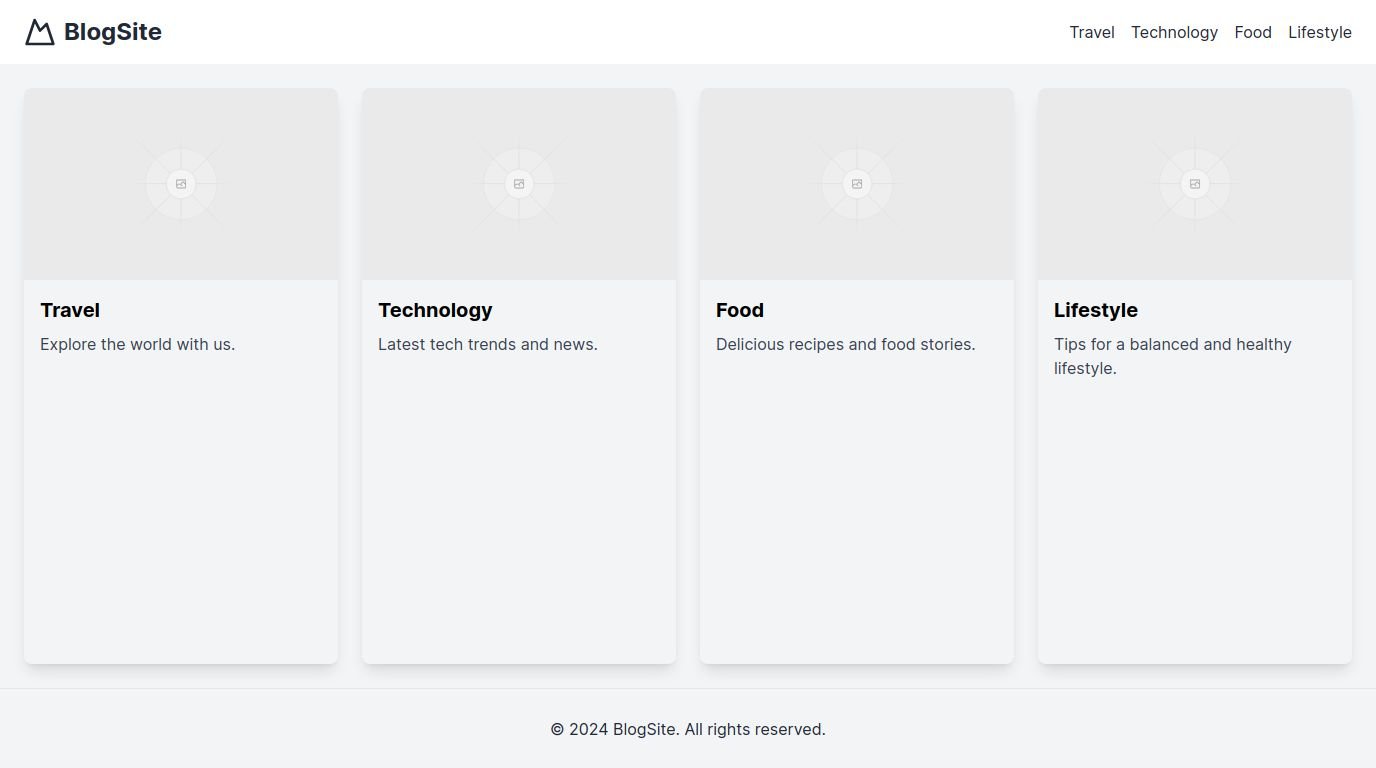 BlogSite
Travel Technology Food Lifestyle
Travel
Explore the world with us.
Technology
Latest tech trends and news.
Food
Delicious recipes and food stories.
Lifestyle
Tips for a balanced and healthy
lifestyle.
© 2024 BlogSite. All rights reserved.